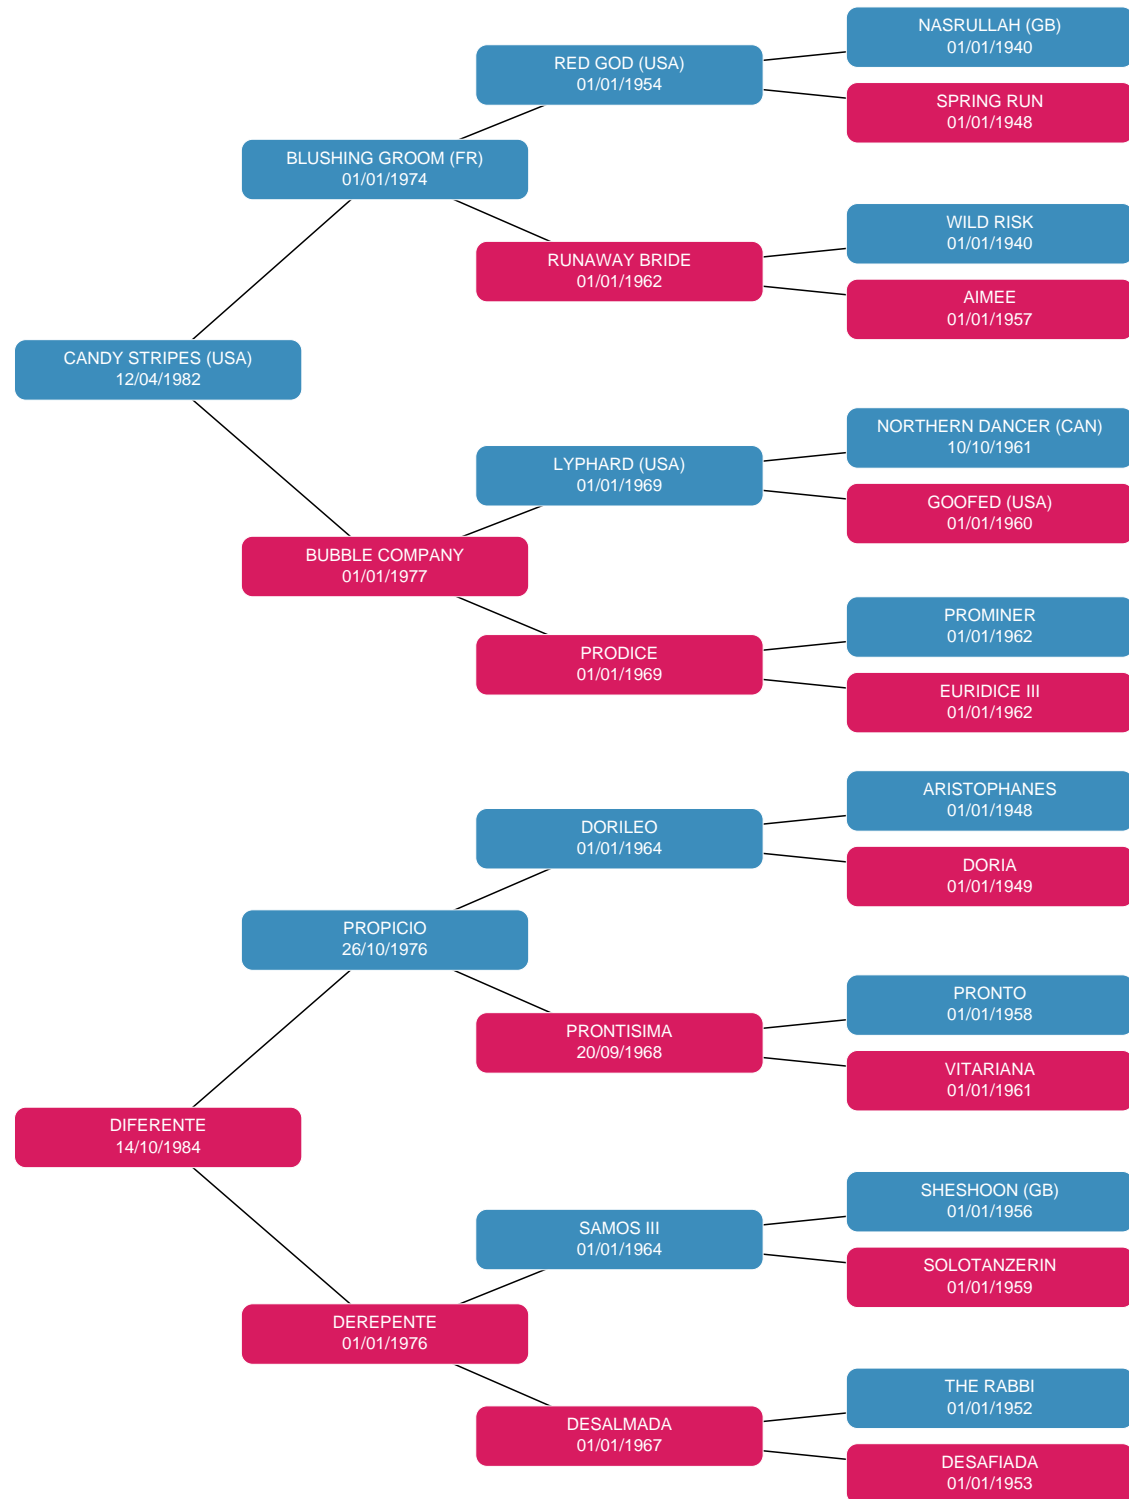 NASRULLAH (GB)
01/01/1940
RED GOD (USA)
01/01/1954
SPRING RUN
01/01/1948
BLUSHING GROOM (FR)
01/01/1974
WILD RISK
01/01/1940
RUNAWAY BRIDE
01/01/1962
AIMEE
01/01/1957
CANDY STRIPES (USA)
12/04/1982
NORTHERN DANCER (CAN)
10/10/1961
LYPHARD (USA)
01/01/1969
GOOFED (USA)
01/01/1960
BUBBLE COMPANY
01/01/1977
PROMINER
01/01/1962
PRODICE
01/01/1969
EURIDICE III
01/01/1962
ARISTOPHANES
01/01/1948
DORILEO
01/01/1964
DORIA
01/01/1949
PROPICIO
26/10/1976
PRONTO
01/01/1958
PRONTISIMA
20/09/1968
VITARIANA
01/01/1961
DIFERENTE
14/10/1984
SHESHOON (GB)
01/01/1956
SAMOS III
01/01/1964
SOLOTANZERIN
01/01/1959
DEREPENTE
01/01/1976
THE RABBI
01/01/1952
DESALMADA
01/01/1967
DESAFIADA
01/01/1953